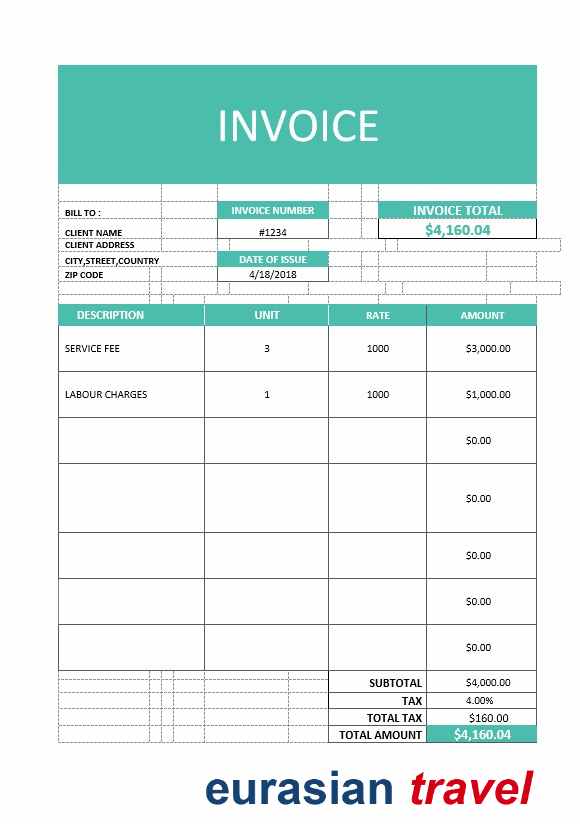 INVOICE
BILL TO :
INVOICE NUMBER
INVOICE TOTAL
CLIENT NAME
#1234
$4,160.04
CLIENT ADDRESS
CITY,STREET,COUNTRY
DATE OF ISSUE
ZIP CODE
4/18/2018
DESCRIPTION UNIT RATE AMOUNT
SERVICE FEE 3 1000 $3,000.00
LABOUR CHARGES 1 1000 $1,000.00
$0.00
$0.00
$0.00
$0.00
$0.00
SUBTOTAL $4,000.00
TAX 4.00%
TOTAL TAX $160.00
TOTAL AMOUNT $4,160.04
eurasian travel